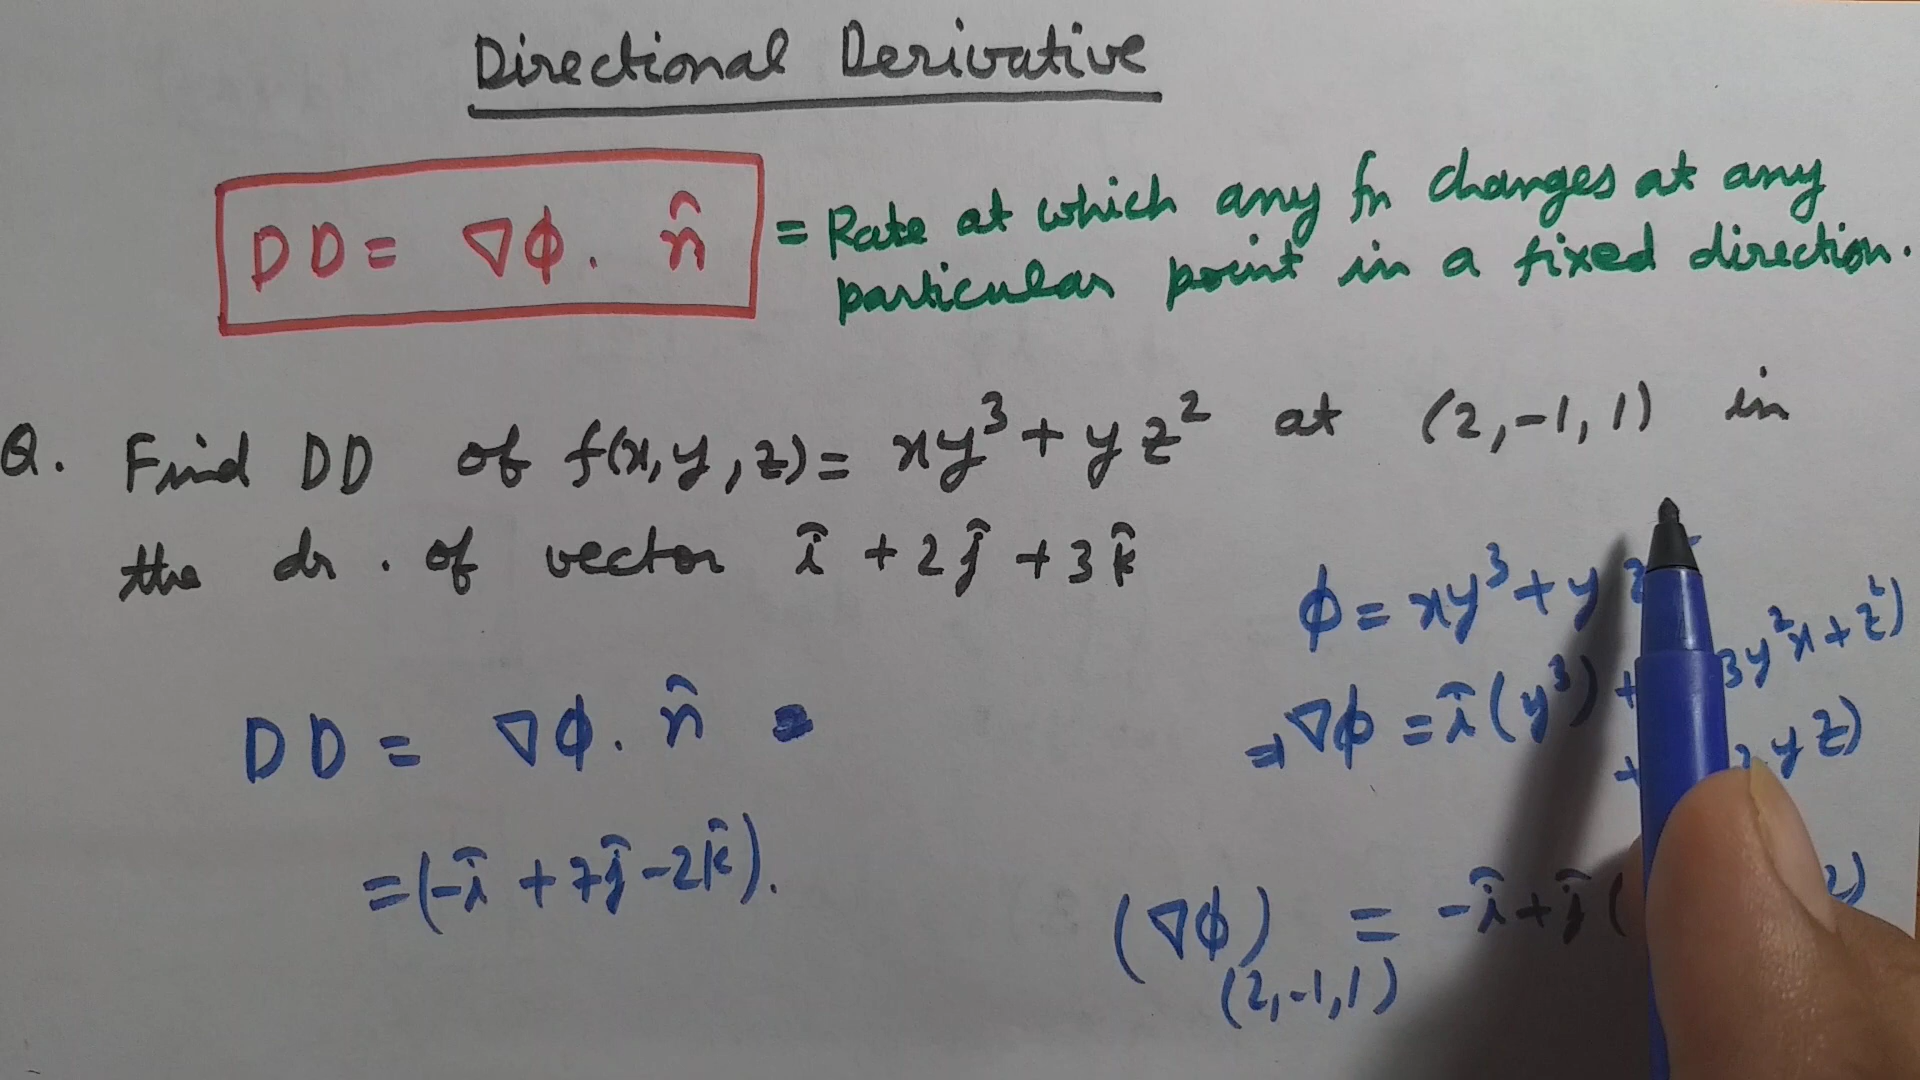 Directional Derivative
DD = ∇ϕ. n̂ = Rate at which any fn changes at any
particular point in a fixed direction.
Q. Find DD of f(x,y,z)= xy³+yz² at (2,-1,1) in
the dr. of vector î +2ĵ +3k̂
ϕ = xy³+y
DD = ∇ϕ. n̂ =
⇒ ∇ϕ = î(y³) + 3y²x+z²)
+ 2yz)
=(-î +7ĵ-2k̂).
(∇ϕ) = -î+ĵ( 2)
(2,-1,1)